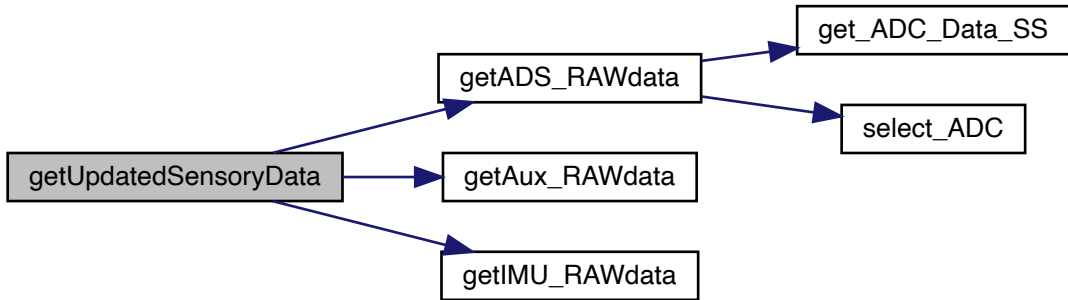 get_ADC_Data_SS
getADS_RAWdata
select_ADC
getUpdatedSensoryData
getAux_RAWdata
getIMU_RAWdata